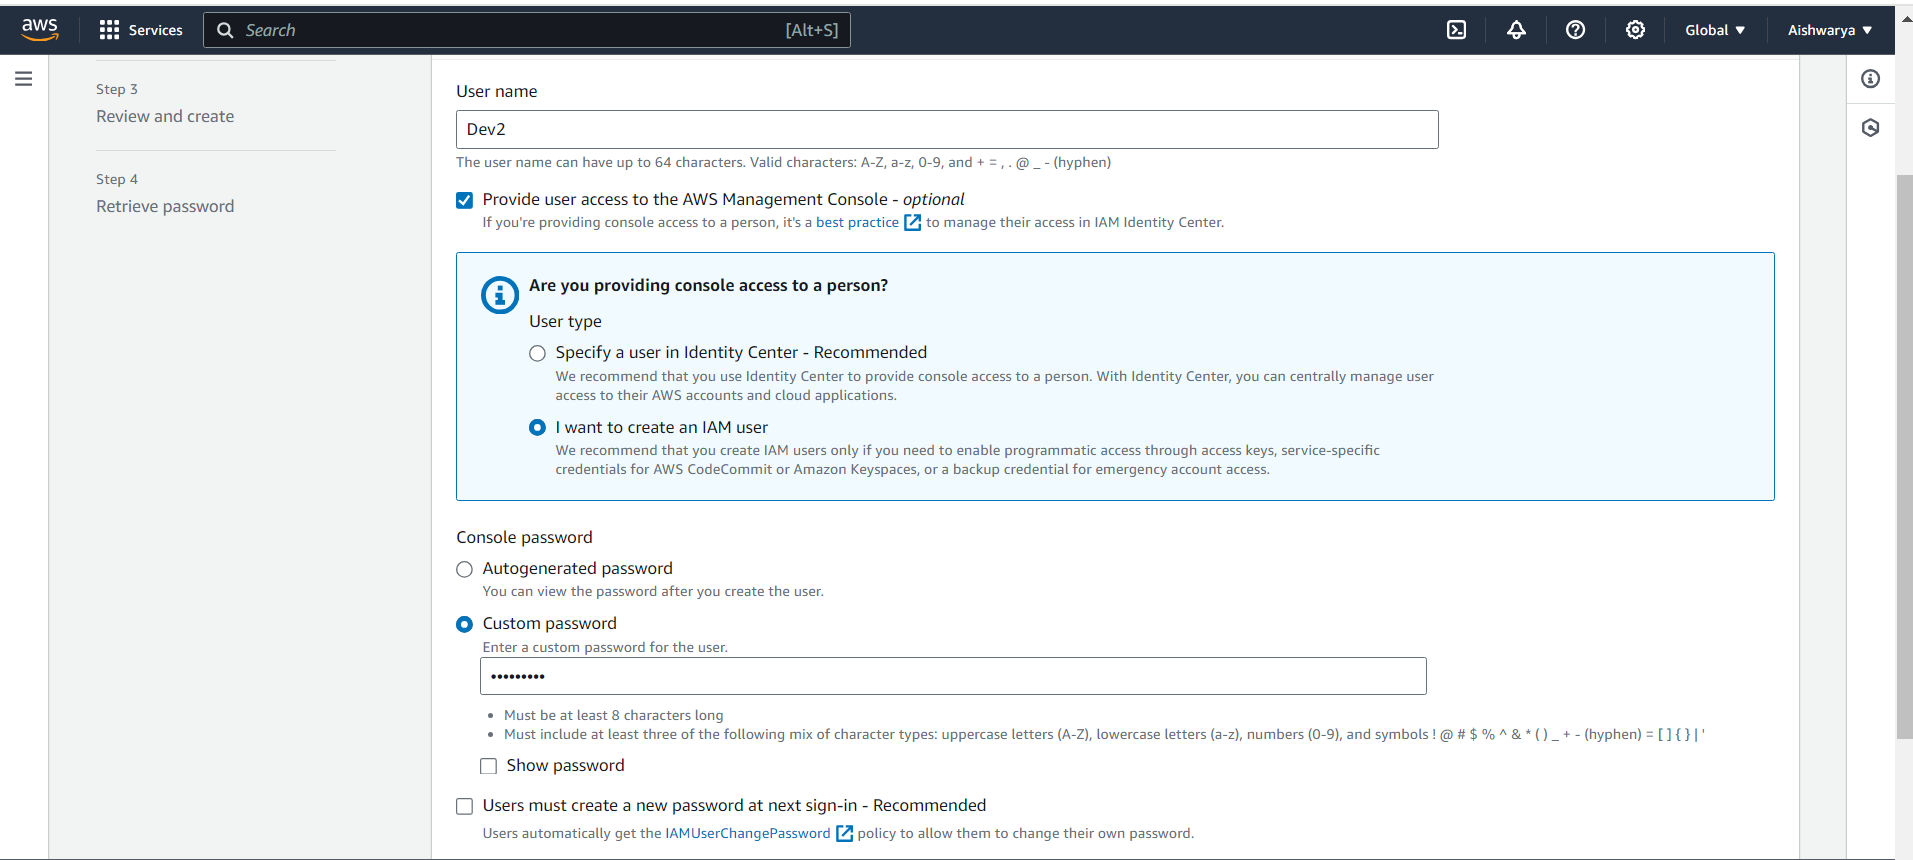 aws Services Search [Alt+S] Global Aishwarya
Step 3
Review and create
Step 4
Retrieve password
User name
Dev2
The user name can have up to 64 characters. Valid characters: A-Z, a-z, 0-9, and + = , . @ _ - (hyphen)
Provide user access to the AWS Management Console - optional
If you're providing console access to a person, it's a best practice to manage their access in IAM Identity Center.
Are you providing console access to a person?
User type
Specify a user in Identity Center - Recommended
We recommend that you use Identity Center to provide console access to a person. With Identity Center, you can centrally manage user
access to their AWS accounts and cloud applications.
I want to create an IAM user
We recommend that you create IAM users only if you need to enable programmatic access through access keys, service-specific
credentials for AWS CodeCommit or Amazon Keyspaces, or a backup credential for emergency account access.
Console password
Autogenerated password
You can view the password after you create the user.
Custom password
Enter a custom password for the user.
•••••••••
• Must be at least 8 characters long
• Must include at least three of the following mix of character types: uppercase letters (A-Z), lowercase letters (a-z), numbers (0-9), and symbols ! @ # $ % ^ & * ( ) _ + - (hyphen) = [ ] { } | '
Show password
Users must create a new password at next sign-in - Recommended
Users automatically get the IAMUserChangePassword policy to allow them to change their own password.